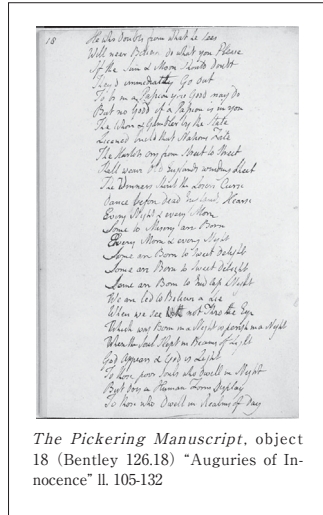 18 He who Doubts from what he sees
Will neer Believe do what you Please
If the Sun & Moon should doubt
They'd immediately Go out
To be in a Passion you Good may do
But no Good if a Passion is in you
The Whore & Gambler by the State
Licencd build that Nations Fate
The Harlots cry from Street to Street
Shall weave Old Englands winding Sheet
The Winners Shout the Losers Curse
Dance before dead Englands Hearse
Every Night & every Morn
Some to Misery are Born
Every Morn & every Night
Some are Born to sweet delight
Some are Born to sweet delight
Some are Born to Endless Night
We are led to Believe a Lie
When we see not Thro the Eye
Which was Born in a Night to perish in a Night
When the Soul Slept in Beams of Light
God Appears & God is Light
To those poor Souls who dwell in Night
But does a Human Form Display
To those who Dwell in Realms of day
The Pickering Manuscript, object
18 (Bentley 126.18) “Auguries of In-
nocence” ll. 105-132